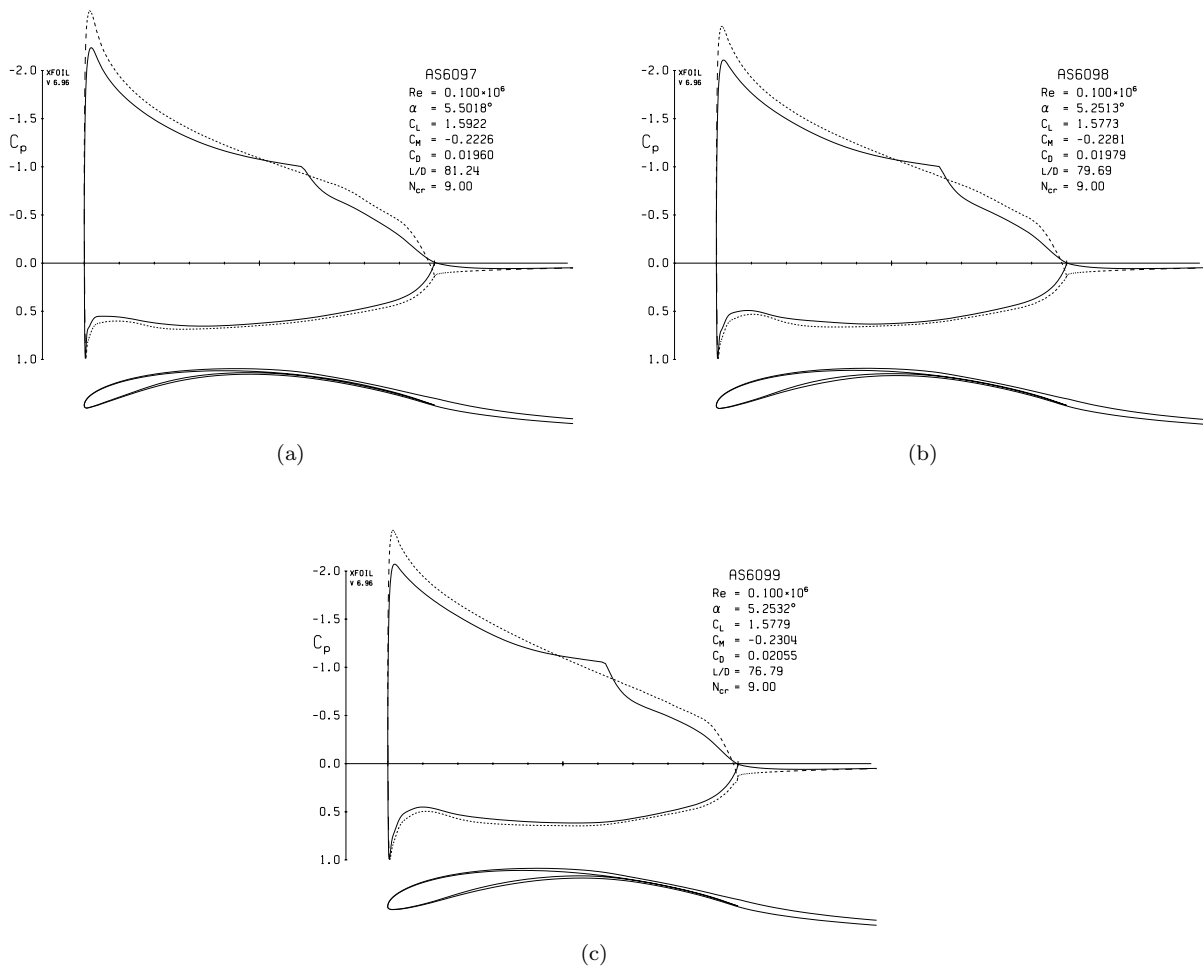 -2.0
-1.5
-1.0
-0.5
0.0
0.5
1.0
Cₚ
XFOIL
V 6.96
AS6097
Re = 0.100×10⁶
α = 5.5018°
C_L = 1.5922
C_M = -0.2226
C_D = 0.01960
L/D = 81.24
N_cr = 9.00
(a)
-2.0
-1.5
-1.0
-0.5
0.0
0.5
1.0
Cₚ
XFOIL
V 6.96
AS6098
Re = 0.100×10⁶
α = 5.2513°
C_L = 1.5773
C_M = -0.2281
C_D = 0.01979
L/D = 79.69
N_cr = 9.00
(b)
-2.0
-1.5
-1.0
-0.5
0.0
0.5
1.0
Cₚ
XFOIL
V 6.96
AS6099
Re = 0.100×10⁶
α = 5.2532°
C_L = 1.5779
C_M = -0.2304
C_D = 0.02055
L/D = 76.79
N_cr = 9.00
(c)